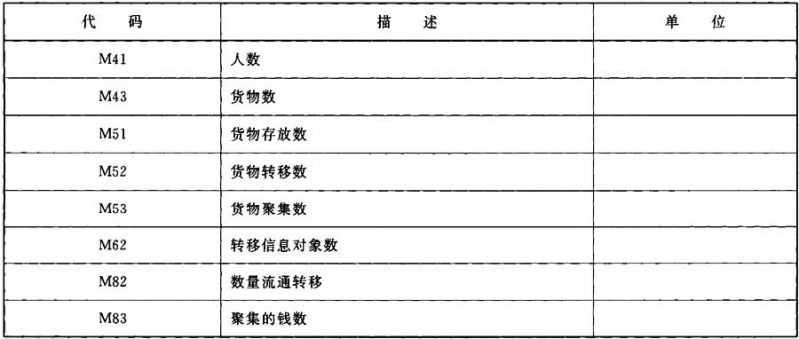 代码 描述 单位
M41 人数
M43 货物数
M51 货物存放数
M52 货物转移数
M53 货物聚集数
M62 转移信息对象数
M82 数量流通转移
M83 聚集的钱数